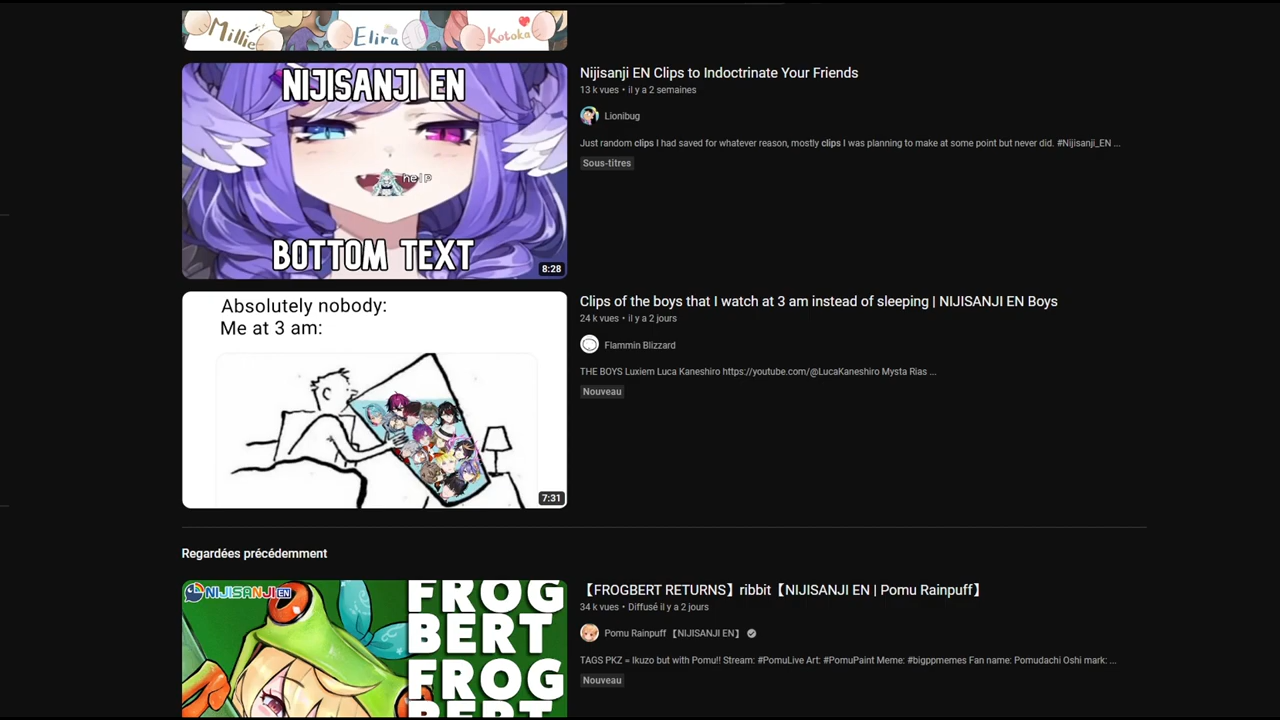 Millie
Elira
Kotoka
NIJISANJI EN
help
BOTTOM TEXT
8:28
Nijisanji EN Clips to Indoctrinate Your Friends
13 k vues • il y a 2 semaines
Lionibug
Just random clips I had saved for whatever reason, mostly clips I was planning to make at some point but never did. #Nijisanji_EN ...
Sous-titres
Absolutely nobody:
Me at 3 am:
7:31
Clips of the boys that I watch at 3 am instead of sleeping | NIJISANJI EN Boys
24 k vues • il y a 2 jours
Flammin Blizzard
THE BOYS Luxiem Luca Kaneshiro https://youtube.com/@LucaKaneshiro Mysta Rias ...
Nouveau
Regardées précédemment
NIJISANJI EN
FROG
BERT
FROG
BERT
【FROGBERT RETURNS】ribbit【NIJISANJI EN | Pomu Rainpuff】
34 k vues • Diffusé il y a 2 jours
Pomu Rainpuff 【NIJISANJI EN】
TAGS PKZ = Ikuzo but with Pomu!! Stream: #PomuLive Art: #PomuPaint Meme: #bigppmemes Fan name: Pomudachi Oshi mark: ...
Nouveau